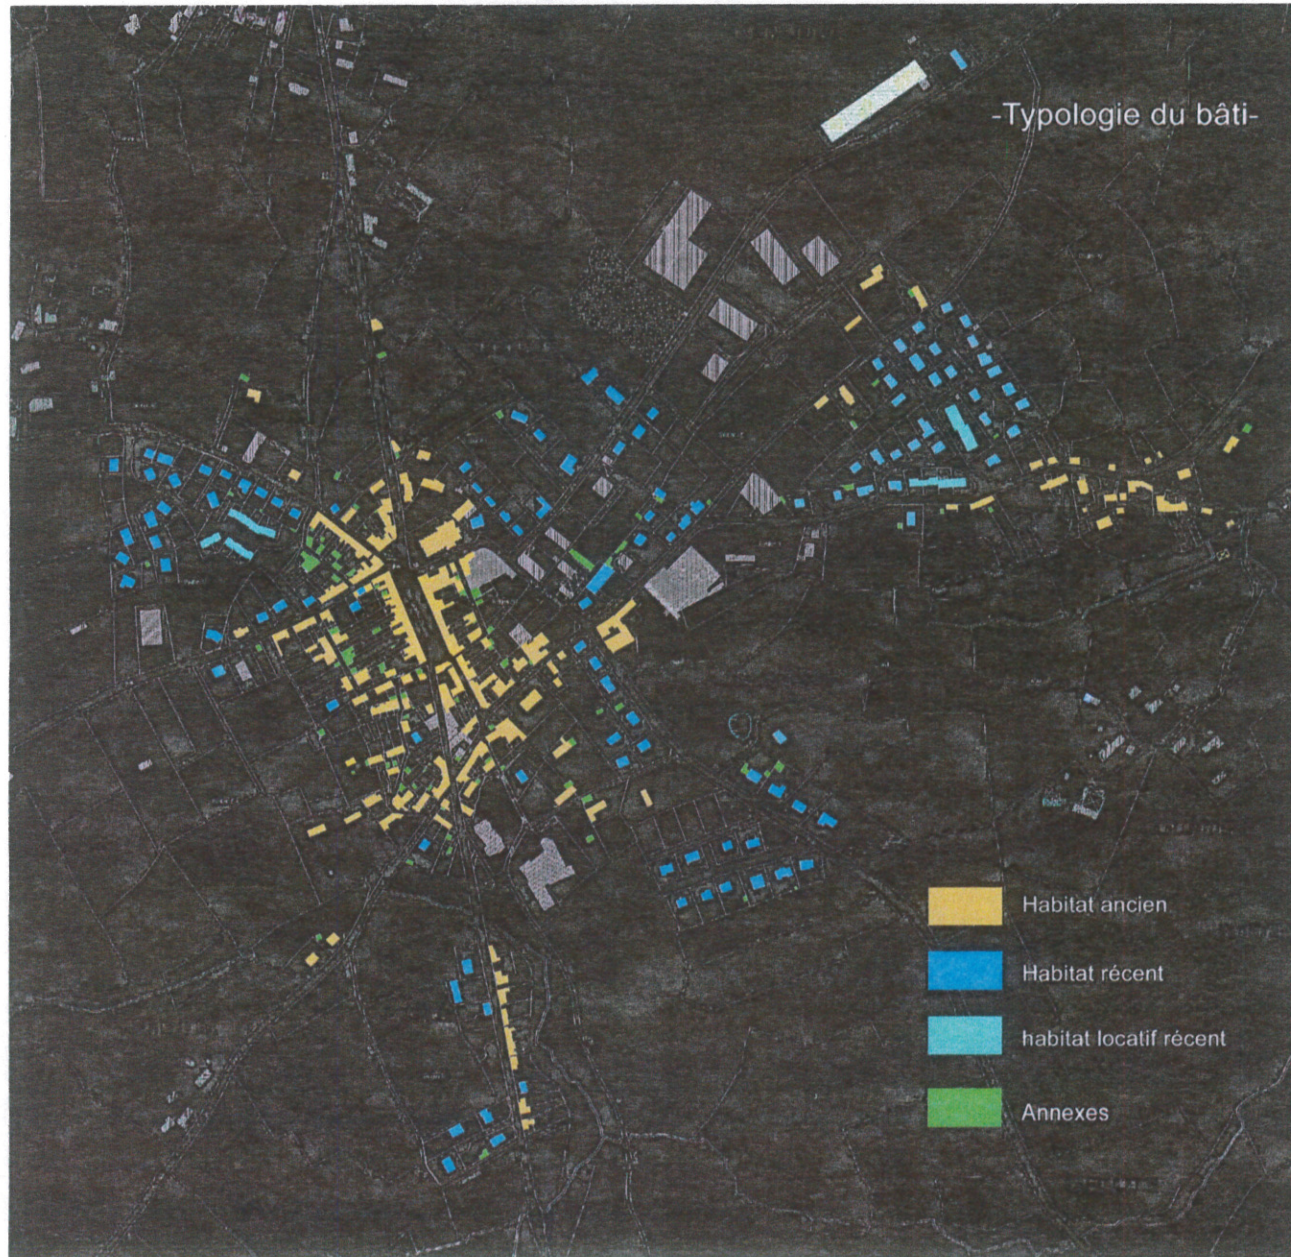 -Typologie du bâti-
Habitat ancien
Habitat récent
habitat locatif récent
Annexes